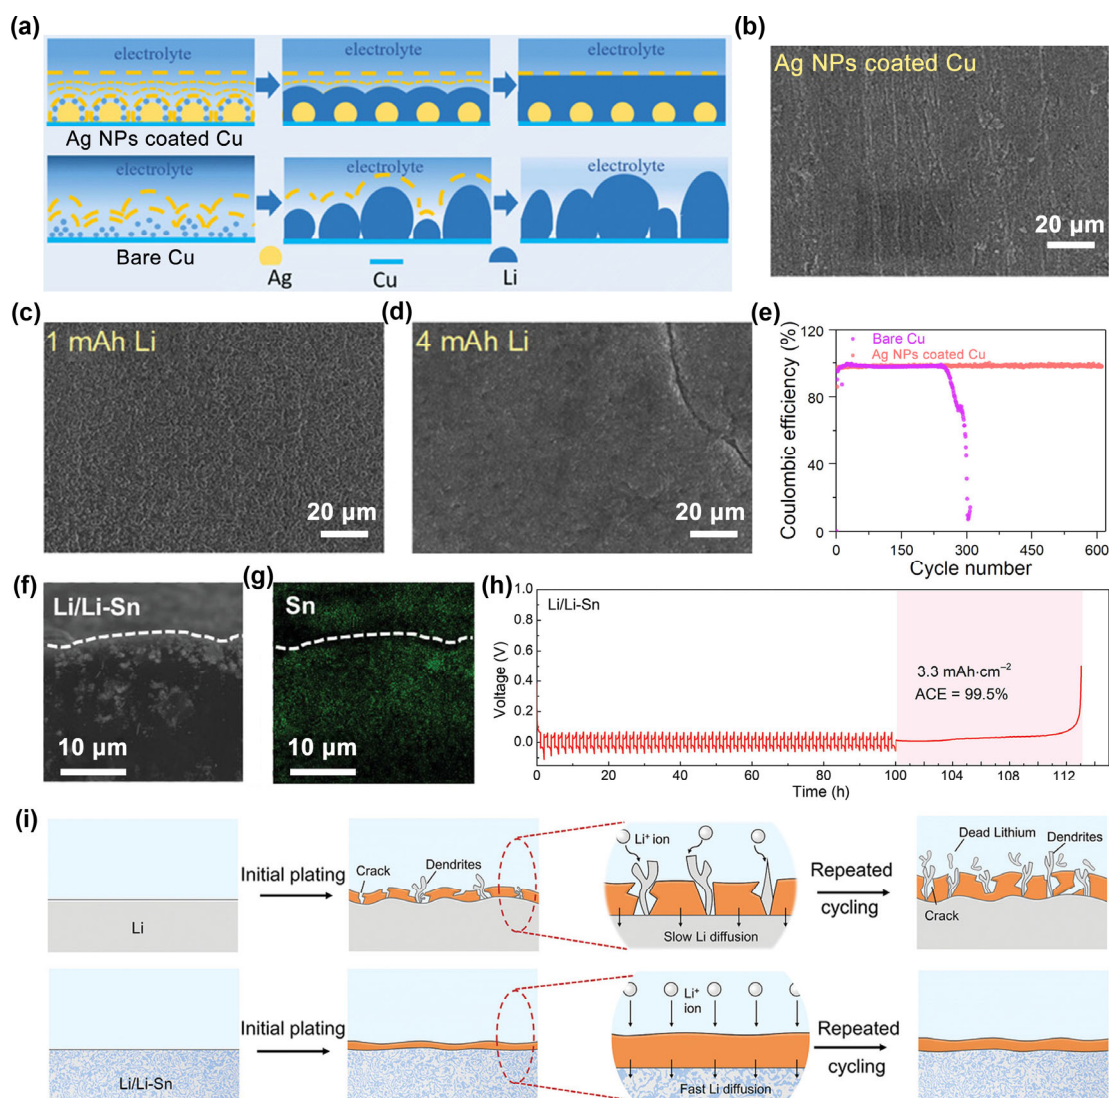 (a)
electrolyte
electrolyte
electrolyte
Ag NPs coated Cu
electrolyte
electrolyte
electrolyte
Bare Cu
Ag
Cu
Li
(b)
Ag NPs coated Cu
20 μm
(c)
1 mAh Li
20 μm
(d)
4 mAh Li
20 μm
(e)
Coulombic efficiency (%)
120
80
40
0
Bare Cu
Ag NPs coated Cu
0
150
300
450
600
Cycle number
(f)
Li/Li-Sn
10 μm
(g)
Sn
10 μm
(h)
Voltage (V)
1.0
0.8
0.6
0.4
0.2
0.0
Li/Li-Sn
3.3 mAh·cm⁻²
ACE = 99.5%
0
20
40
60
80
100
104
108
112
Time (h)
(i)
Li
Initial plating
Crack
Dendrites
Li⁺ ion
Slow Li diffusion
Repeated
cycling
Dead Lithium
Dendrites
Crack
Li/Li-Sn
Initial plating
Li⁺
ion
Fast Li diffusion
Repeated
cycling